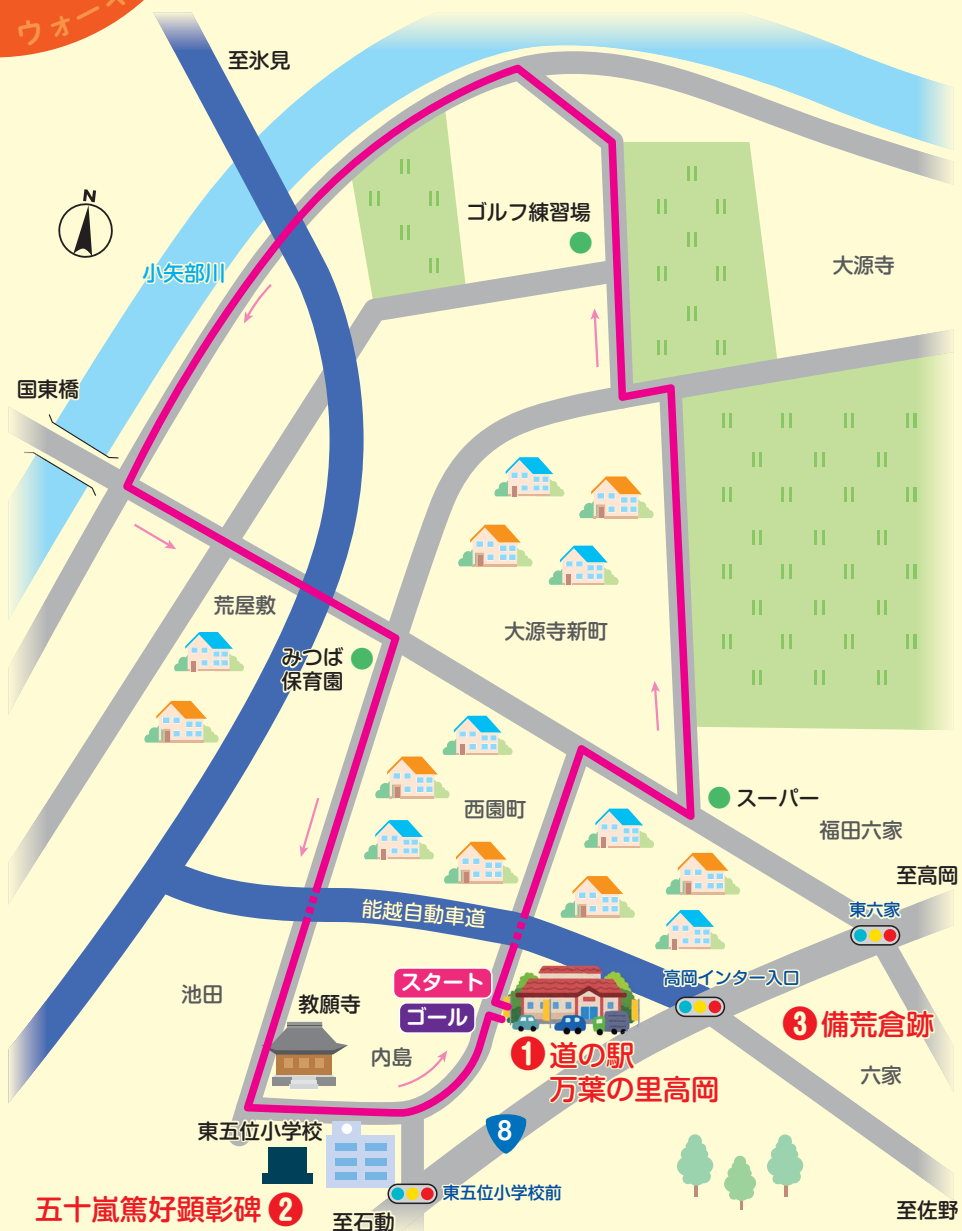 ウォー
至氷見
N
ゴルフ練習場
大源寺
小矢部川
国東橋
荒屋敷
大源寺新町
みつば
保育園
西園町
スーパー
福田六家
至高岡
東六家
能越自動車道
高岡インター入口
池田
教願寺
スタート
ゴール
内島
❶道の駅
万葉の里高岡
❸備荒倉跡
六家
8
東五位小学校
東五位小学校前
五十嵐篤好顕彰碑❷
至石動
至佐野